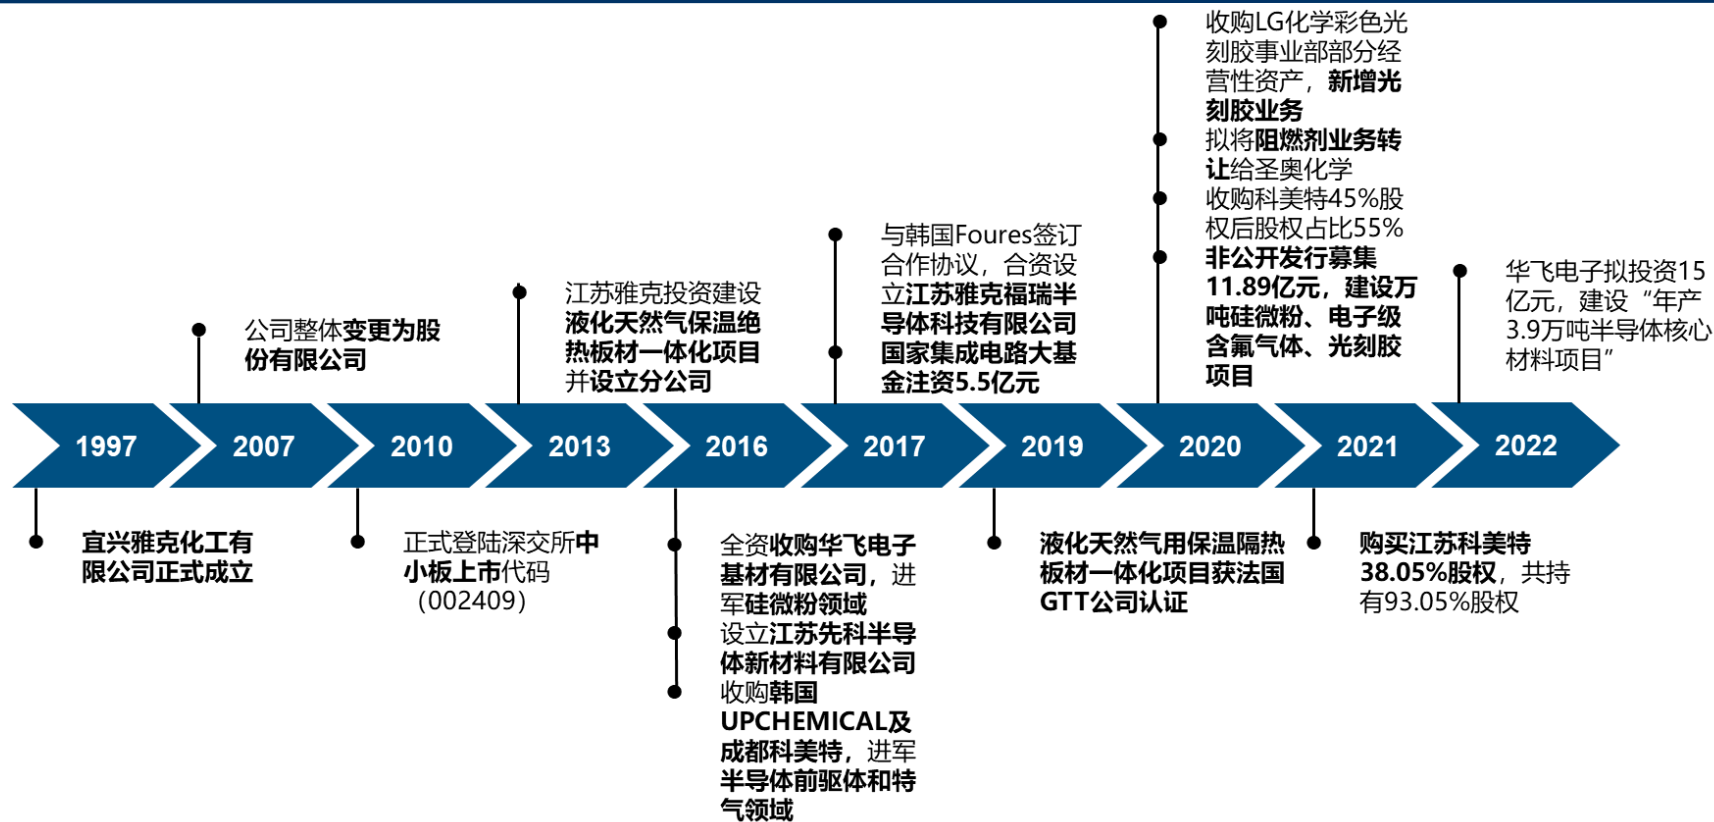 收购LG化学彩色光
刻胶事业部部分经
营性资产，新增光
刻胶业务
拟将阻燃剂业务转
让给圣奥化学
收购科美特45%股
权后股权占比55%
非公开发行募集
11.89亿元，建设万
吨硅微粉、电子级
含氟气体、光刻胶
项目
与韩国Foures签订
合作协议，合资设
立江苏雅克福瑞半
导体科技有限公司
国家集成电路大基
金注资5.5亿元
华飞电子拟投资15
亿元，建设“年产
3.9万吨半导体核心
材料项目”
江苏雅克投资建设
液化天然气保温绝
热板材一体化项目
并设立分公司
公司整体变更为股
份有限公司
1997
2007
2010
2013
2016
2017
2019
2020
2021
2022
宜兴雅克化工有
限公司正式成立
正式登陆深交所中
小板上市代码
（002409）
全资收购华飞电子
基材有限公司，进
军硅微粉领域
设立江苏先科半导
体新材料有限公司
收购韩国
UPCHEMICAL及
成都科美特，进军
半导体前驱体和特
气领域
液化天然气用保温隔热
板材一体化项目获法国
GTT公司认证
购买江苏科美特
38.05%股权，共持
有93.05%股权